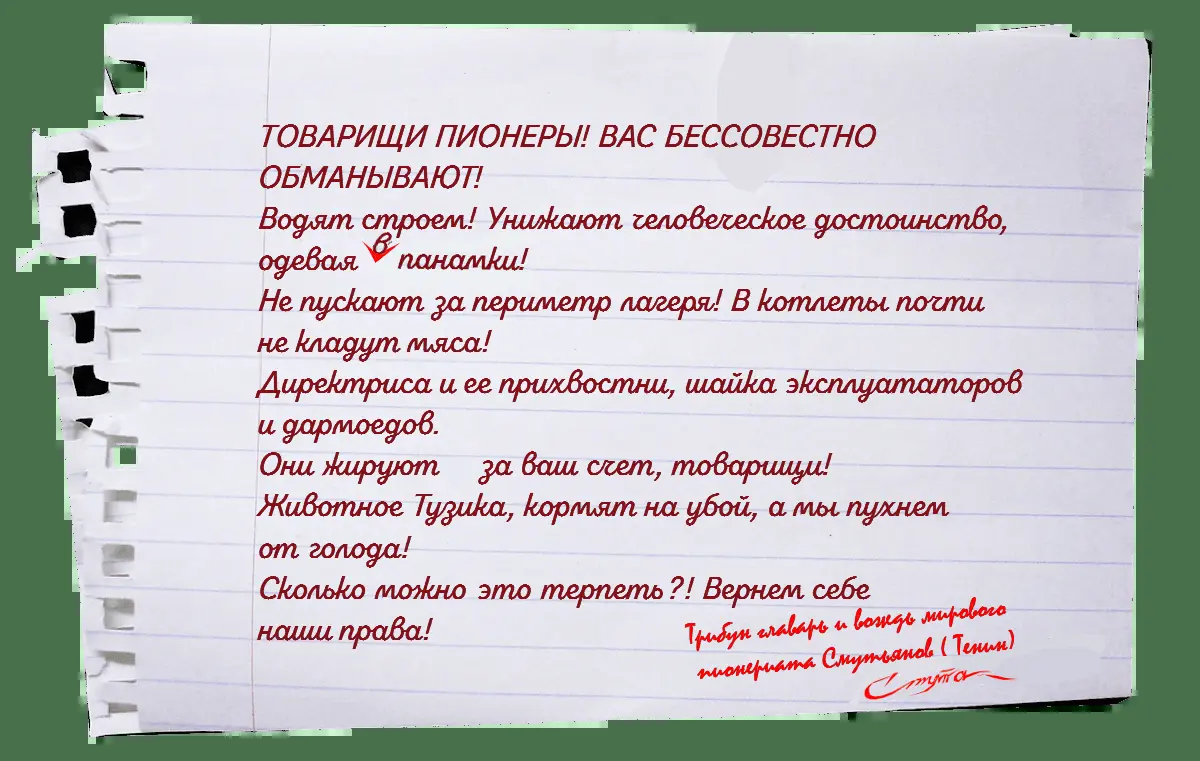 ТОВАРИЩИ ПИОНЕРЫ! ВАС БЕССОВЕСТНО
ОБМАНЫВАЮТ!
Водят строем! Унижают человеческое достоинство,
одевая в панамки!
Не пускают за периметр лагеря! В котлеты почти
не кладут мяса!
Директриса и ее прихвостни, шайка эксплуататоров
и дармоедов.
Они жируют за ваш счет, товарищи!
Животное Тузика, кормят на убой, а мы пухнем
от голода!
Сколько можно это терпеть?! Вернем себе
наши права!
Трибун главарь и вождь мирового
пионериата Смутьянов (Тенин)